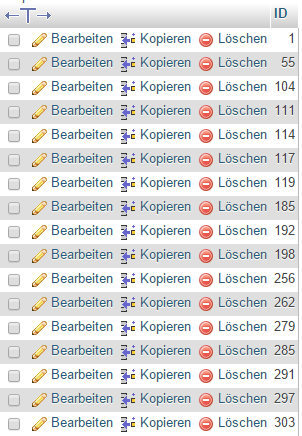 ID
Bearbeiten Kopieren Löschen 1
Bearbeiten Kopieren Löschen 55
Bearbeiten Kopieren Löschen 104
Bearbeiten Kopieren Löschen 111
Bearbeiten Kopieren Löschen 114
Bearbeiten Kopieren Löschen 117
Bearbeiten Kopieren Löschen 119
Bearbeiten Kopieren Löschen 185
Bearbeiten Kopieren Löschen 192
Bearbeiten Kopieren Löschen 198
Bearbeiten Kopieren Löschen 256
Bearbeiten Kopieren Löschen 262
Bearbeiten Kopieren Löschen 279
Bearbeiten Kopieren Löschen 285
Bearbeiten Kopieren Löschen 291
Bearbeiten Kopieren Löschen 297
Bearbeiten Kopieren Löschen 303